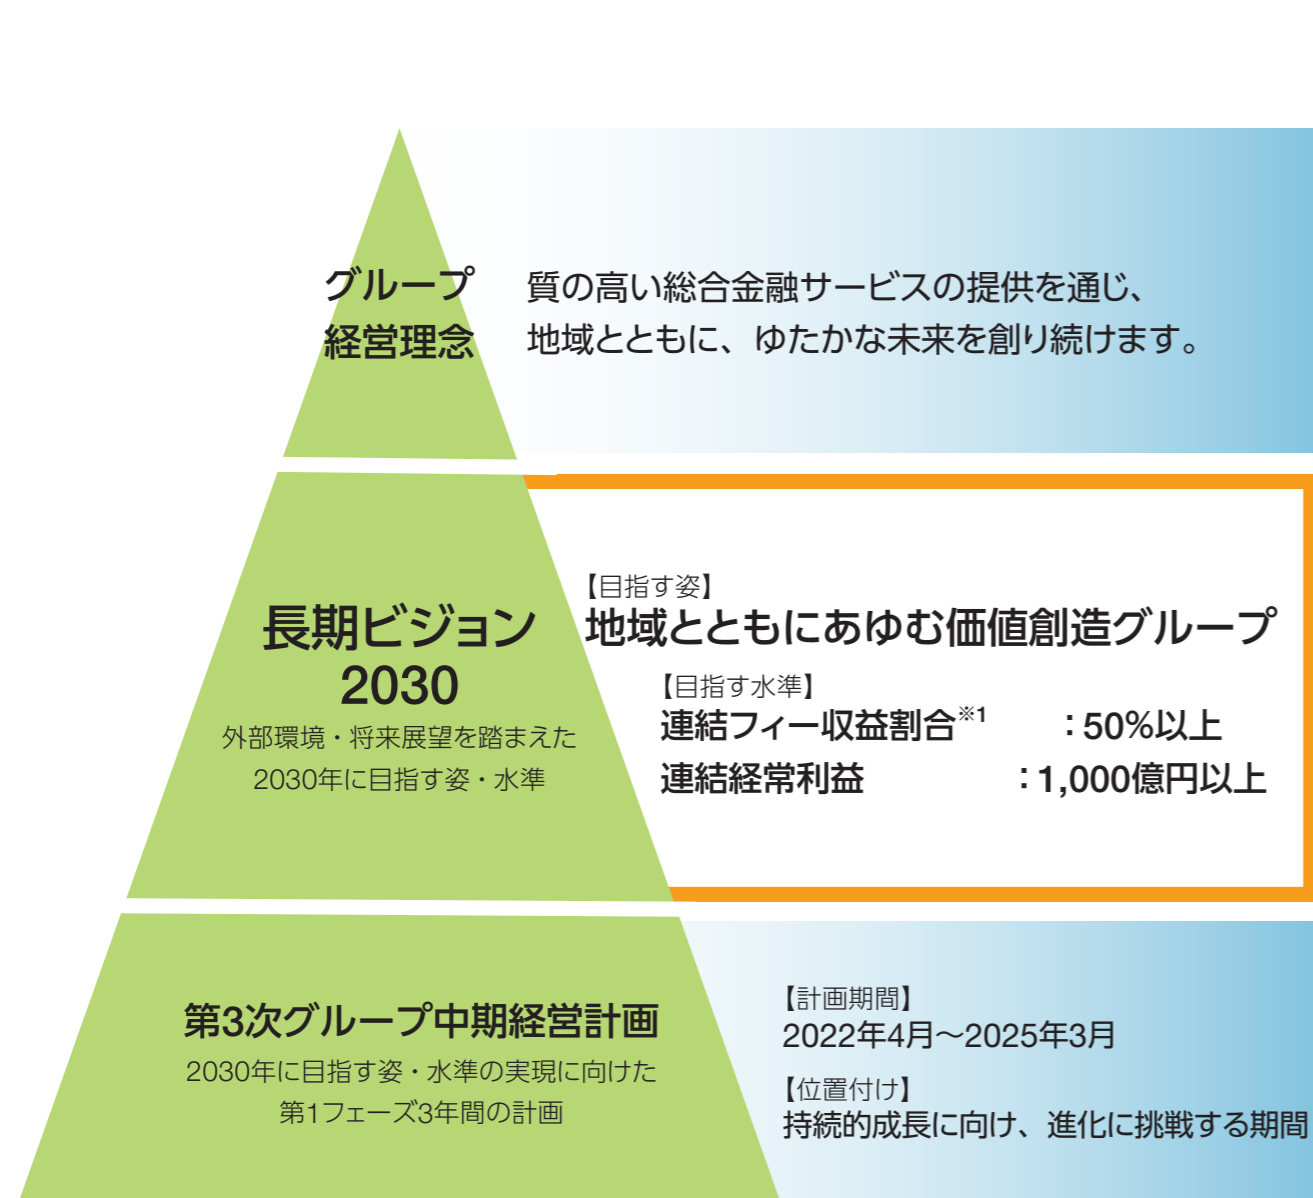 グループ
経営理念
質の高い総合金融サービスの提供を通じ、
地域とともに、ゆたかな未来を創り続けます。
長期ビジョン
2030
外部環境・将来展望を踏まえた
2030年に目指す姿・水準
【目指す姿】
地域とともにあゆむ価値創造グループ
【目指す水準】
連結フィー収益割合※1 ：50%以上
連結経常利益 ：1,000億円以上
第3次グループ中期経営計画
2030年に目指す姿・水準の実現に向けた
第1フェーズ3年間の計画
【計画期間】
2022年4月～2025年3月
【位置付け】
持続的成長に向け、進化に挑戦する期間